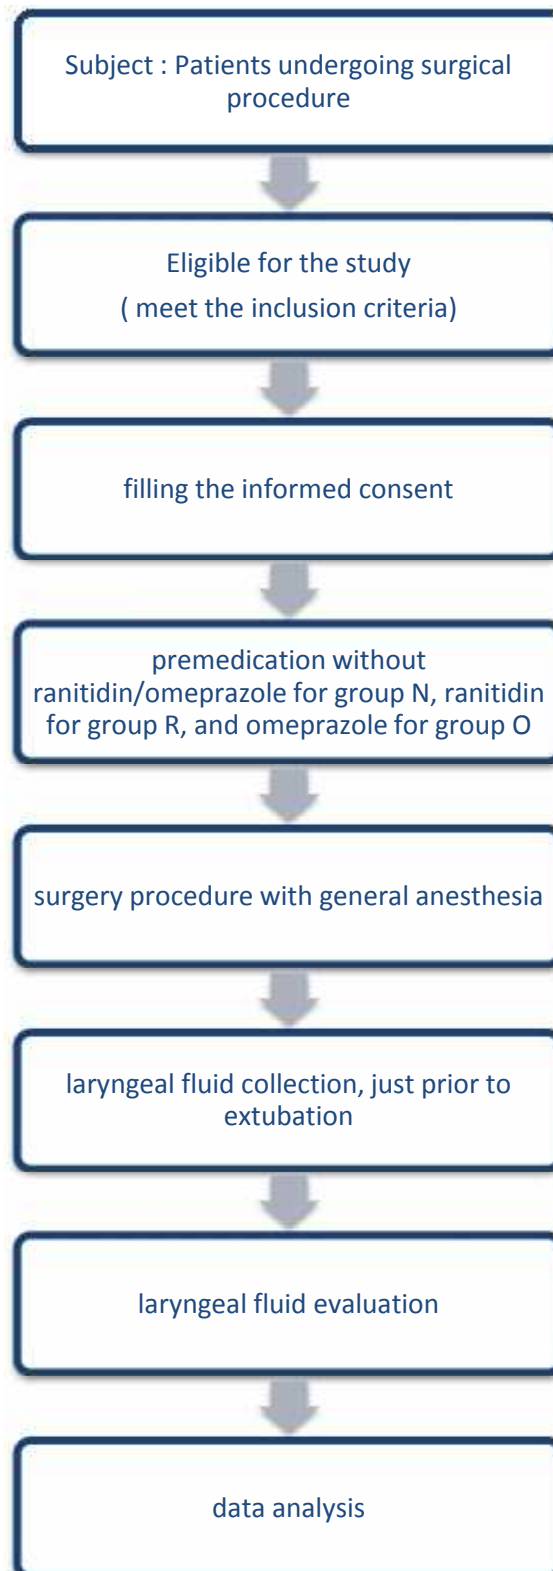 Subject : Patients undergoing surgical
procedure
Eligible for the study
( meet the inclusion criteria)
filling the informed consent
premedication without
ranitidin/omeprazole for group N, ranitidin
for group R, and omeprazole for group O
surgery procedure with general anesthesia
laryngeal fluid collection, just prior to
extubation
laryngeal fluid evaluation
data analysis